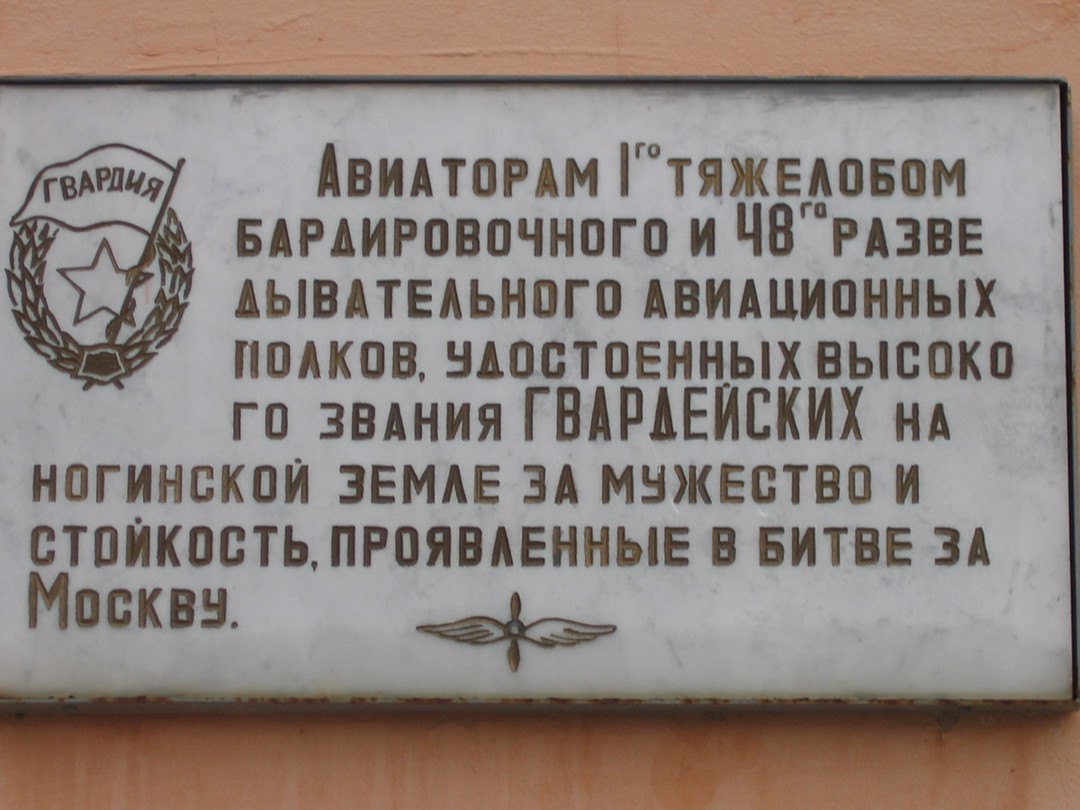 ГВАРДИЯ
Авиаторам 1го тяжелобом
бардировочного и 48го разве
дывательного авиационных
полков, удостоенных высоко
го звания ГВАРДЕЙСКИХ на
ногинской земле за мужество и
стойкость, проявленные в битве за
Москву.